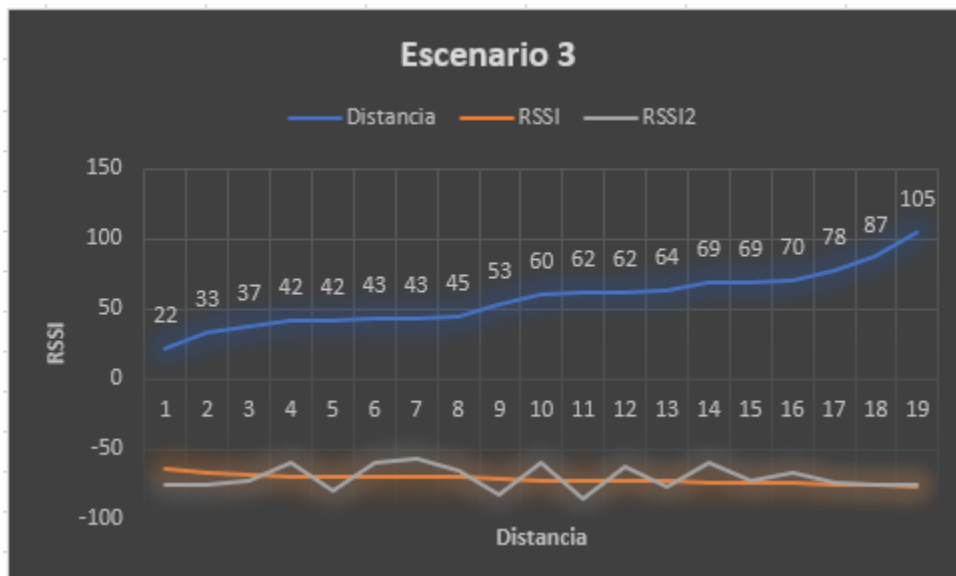 Escenario 3
Distancia RSSI RSSI2
150
100
50
0
-50
-100
RSSI
22 33 37 42 42 43 43 45 53 60 62 62 64 69 69 70 78 87 105
1 2 3 4 5 6 7 8 9 10 11 12 13 14 15 16 17 18 19
Distancia